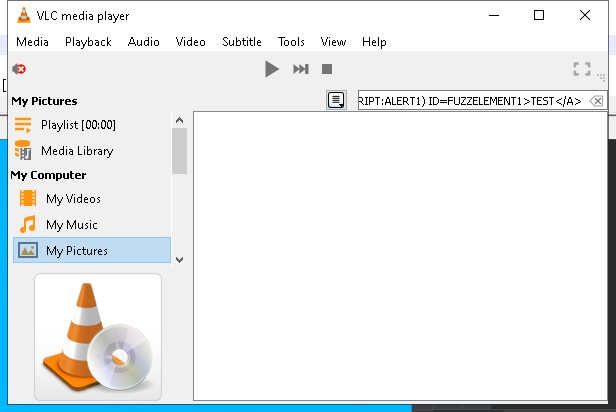 VLC media player
Media Playback Audio Video Subtitle Tools View Help
My Pictures
RIPT:ALERT1) ID=FUZZELEMENT1>TEST</A>
Playlist [00:00]
Media Library
My Computer
My Videos
My Music
My Pictures